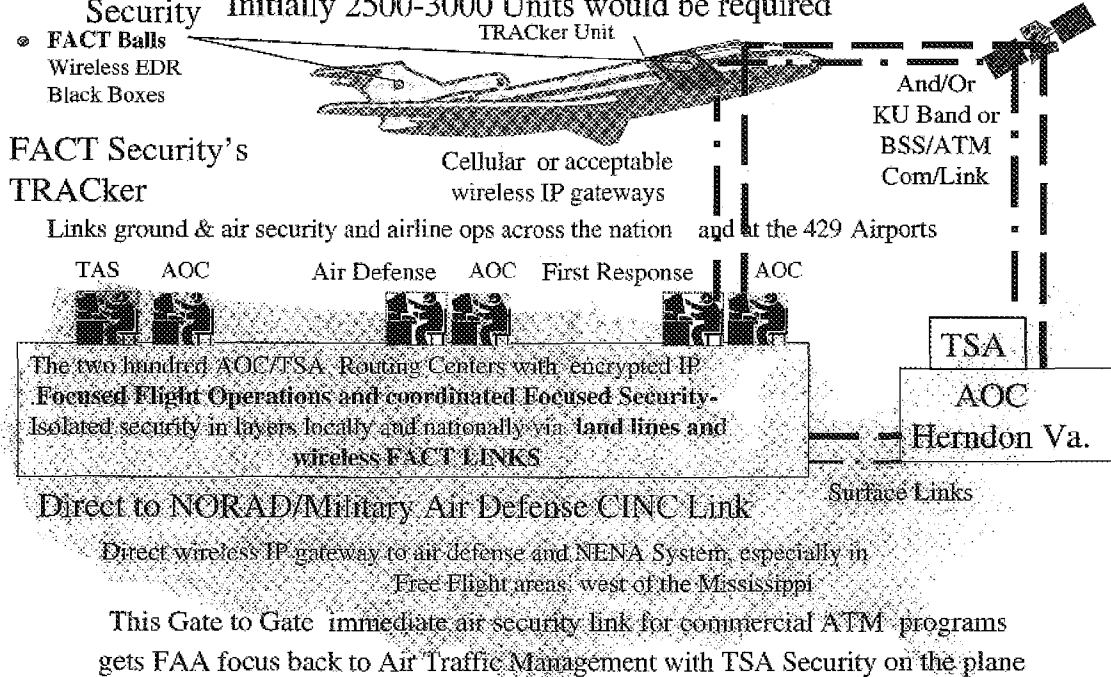 Security Initially 2500-3000 Units would be required
FACT Balls
Wireless EDR
Black Boxes
TRACker Unit
And/Or
KU Band or
BSS/ATM
Com/Link
FACT Security's
TRACker
Cellular or acceptable
wireless IP gateways
Links ground & air security and airline ops across the nation and at the 429 Airports
TAS AOC Air Defense AOC First Response AOC
The two hundred AOC/TSA Routing Centers with encrypted IP
.Focused Flight Operations and coordinated Focused Security-
Isolated security in layers locally and nationally via land lines and
wireless FACT LINKS
TSA
AOC
Herndon Va.
Surface Links
Direct to NORAD/Military Air Defense CINC Link
Direct wireless IP gateway to air defense and NENA System, especially in
Free Flight areas west of the Mississippi
This Gate to Gate immediate air security link for commercial ATM programs
gets FAA focus back to Air Traffic Management with TSA Security on the plane